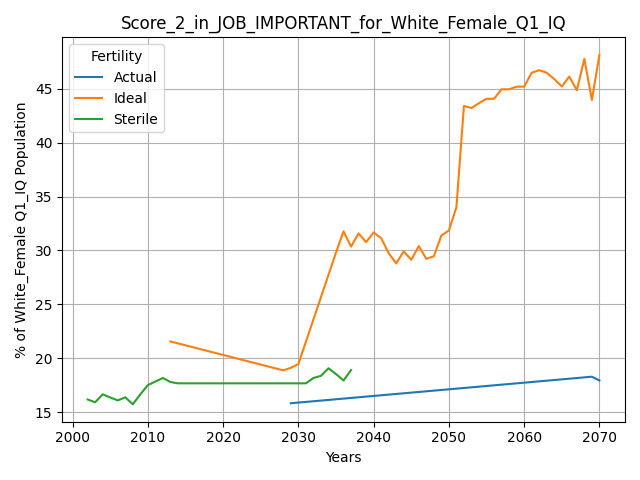 Score_2_in_JOB_IMPORTANT_for_White_Female_Q1_IQ
Fertility
Actual
Ideal
Sterile
% of White_Female Q1_IQ Population
45
40
35
30
25
20
15
2000 2010 2020 2030 2040 2050 2060 2070
Years